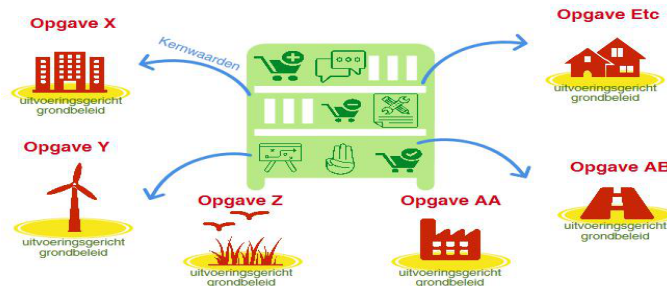 Opgave X
uitvoeringsgericht
grondbeleid
Kernwaarden
Opgave Etc
uitvoeringsgericht
grondbeleid
Opgave Y
uitvoeringsgericht
grondbeleid
Opgave Z
uitvoeringsgericht
grondbeleid
Opgave AA
uitvoeringsgericht
grondbeleid
Opgave AB
uitvoeringsgericht
grondbeleid